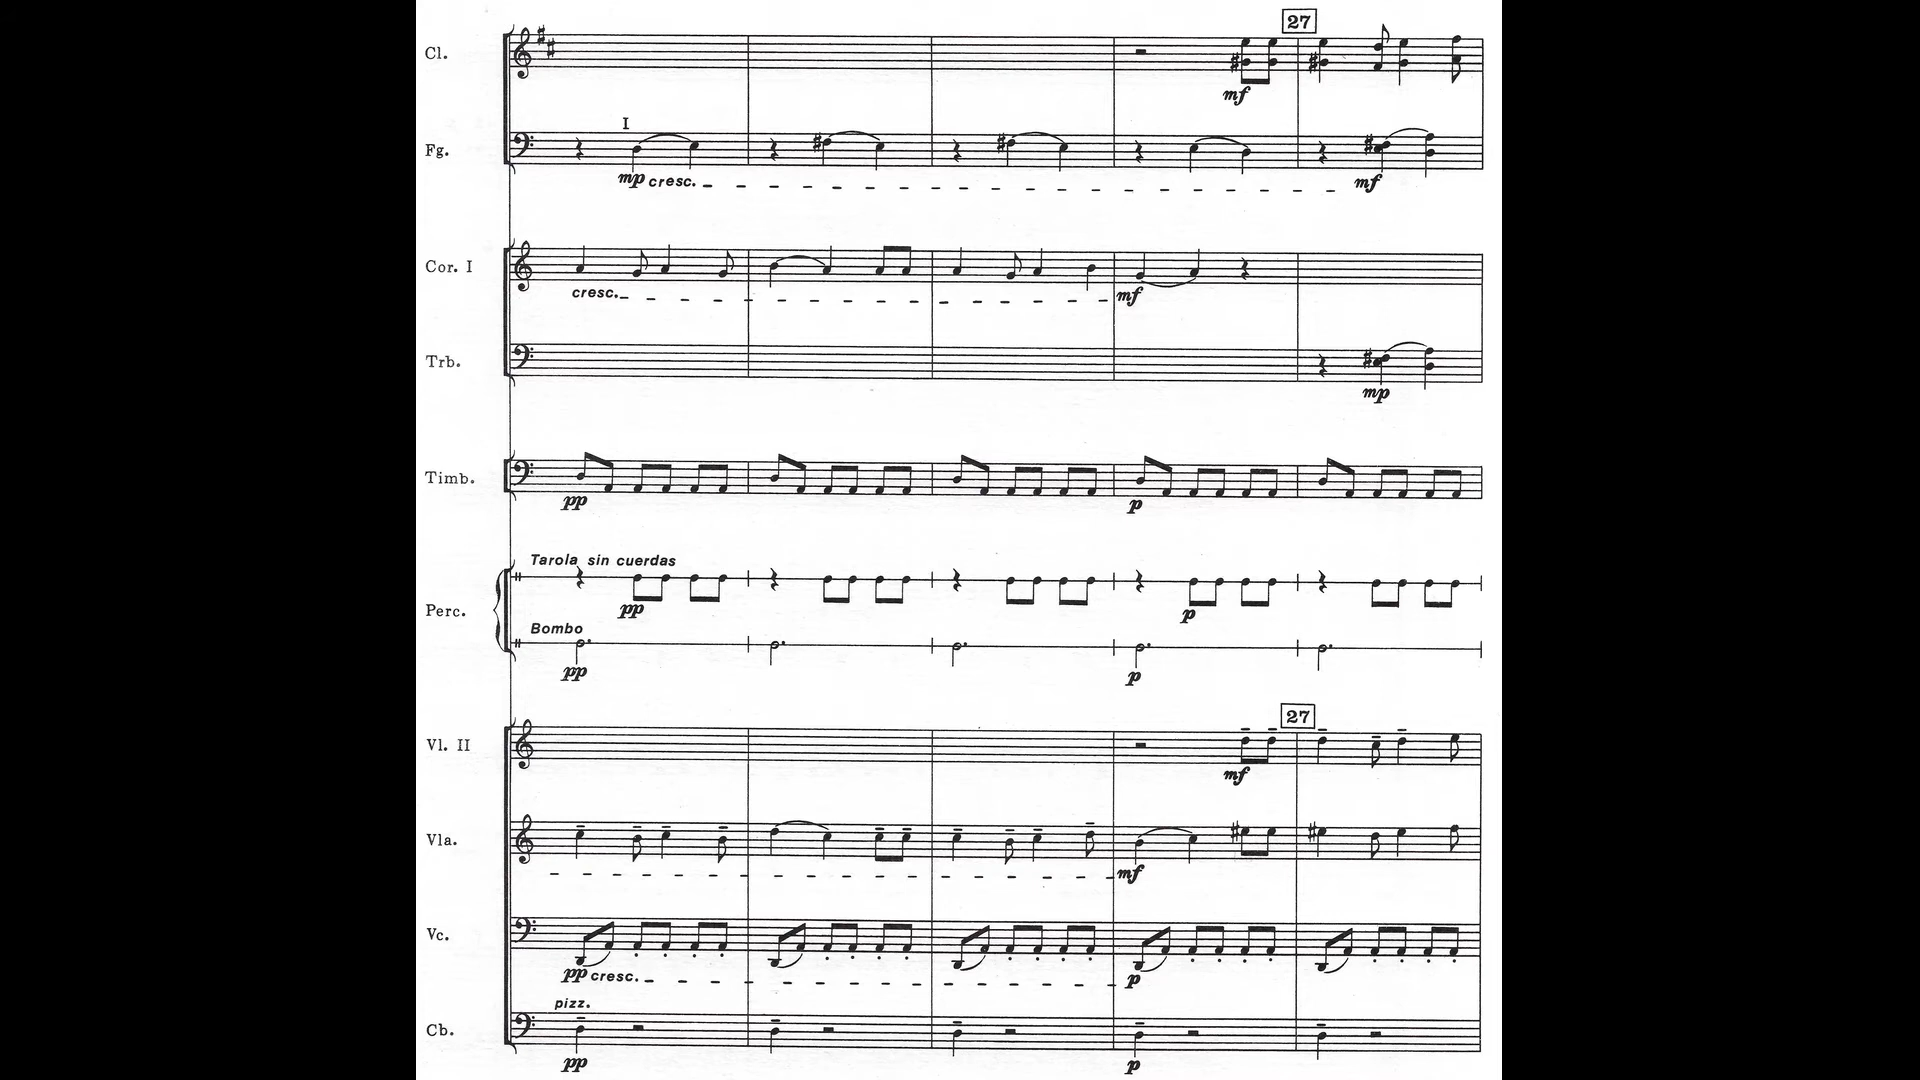 27
Cl.
mf
I
Fg.
mp cresc.
mf
Cor. I
cresc.
mf
Trb.
mp
Timb.
pp
p
Tarola sin cuerdas
pp
p
Perc.
Bombo
pp
p
27
Vl. II
mf
Vla.
mf
Vc.
pp cresc.
p
pizz.
Cb.
pp
p